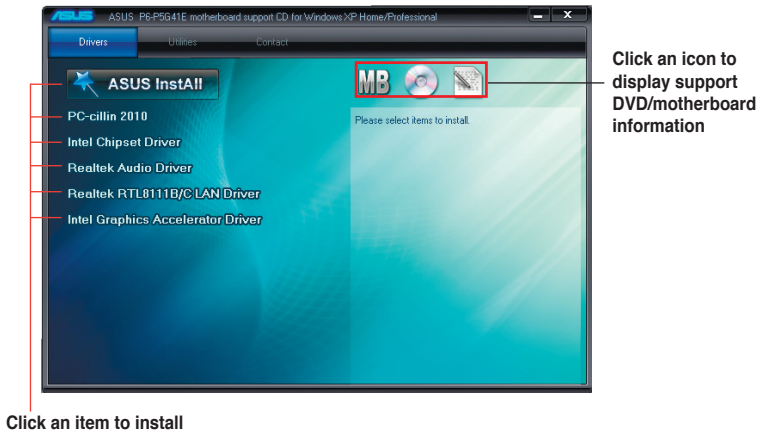 ASUS P6-P5G41E motherboard support CD for Windows XP Home/Professional
Drivers
Utilities
Contact
ASUS InstAll
PC-cillin 2010
Intel Chipset Driver
Realtek Audio Driver
Realtek RTL8111B/C LAN Driver
Intel Graphics Accelerator Driver
MB
Please select items to install.
Click an icon to
display support
DVD/motherboard
information
Click an item to install